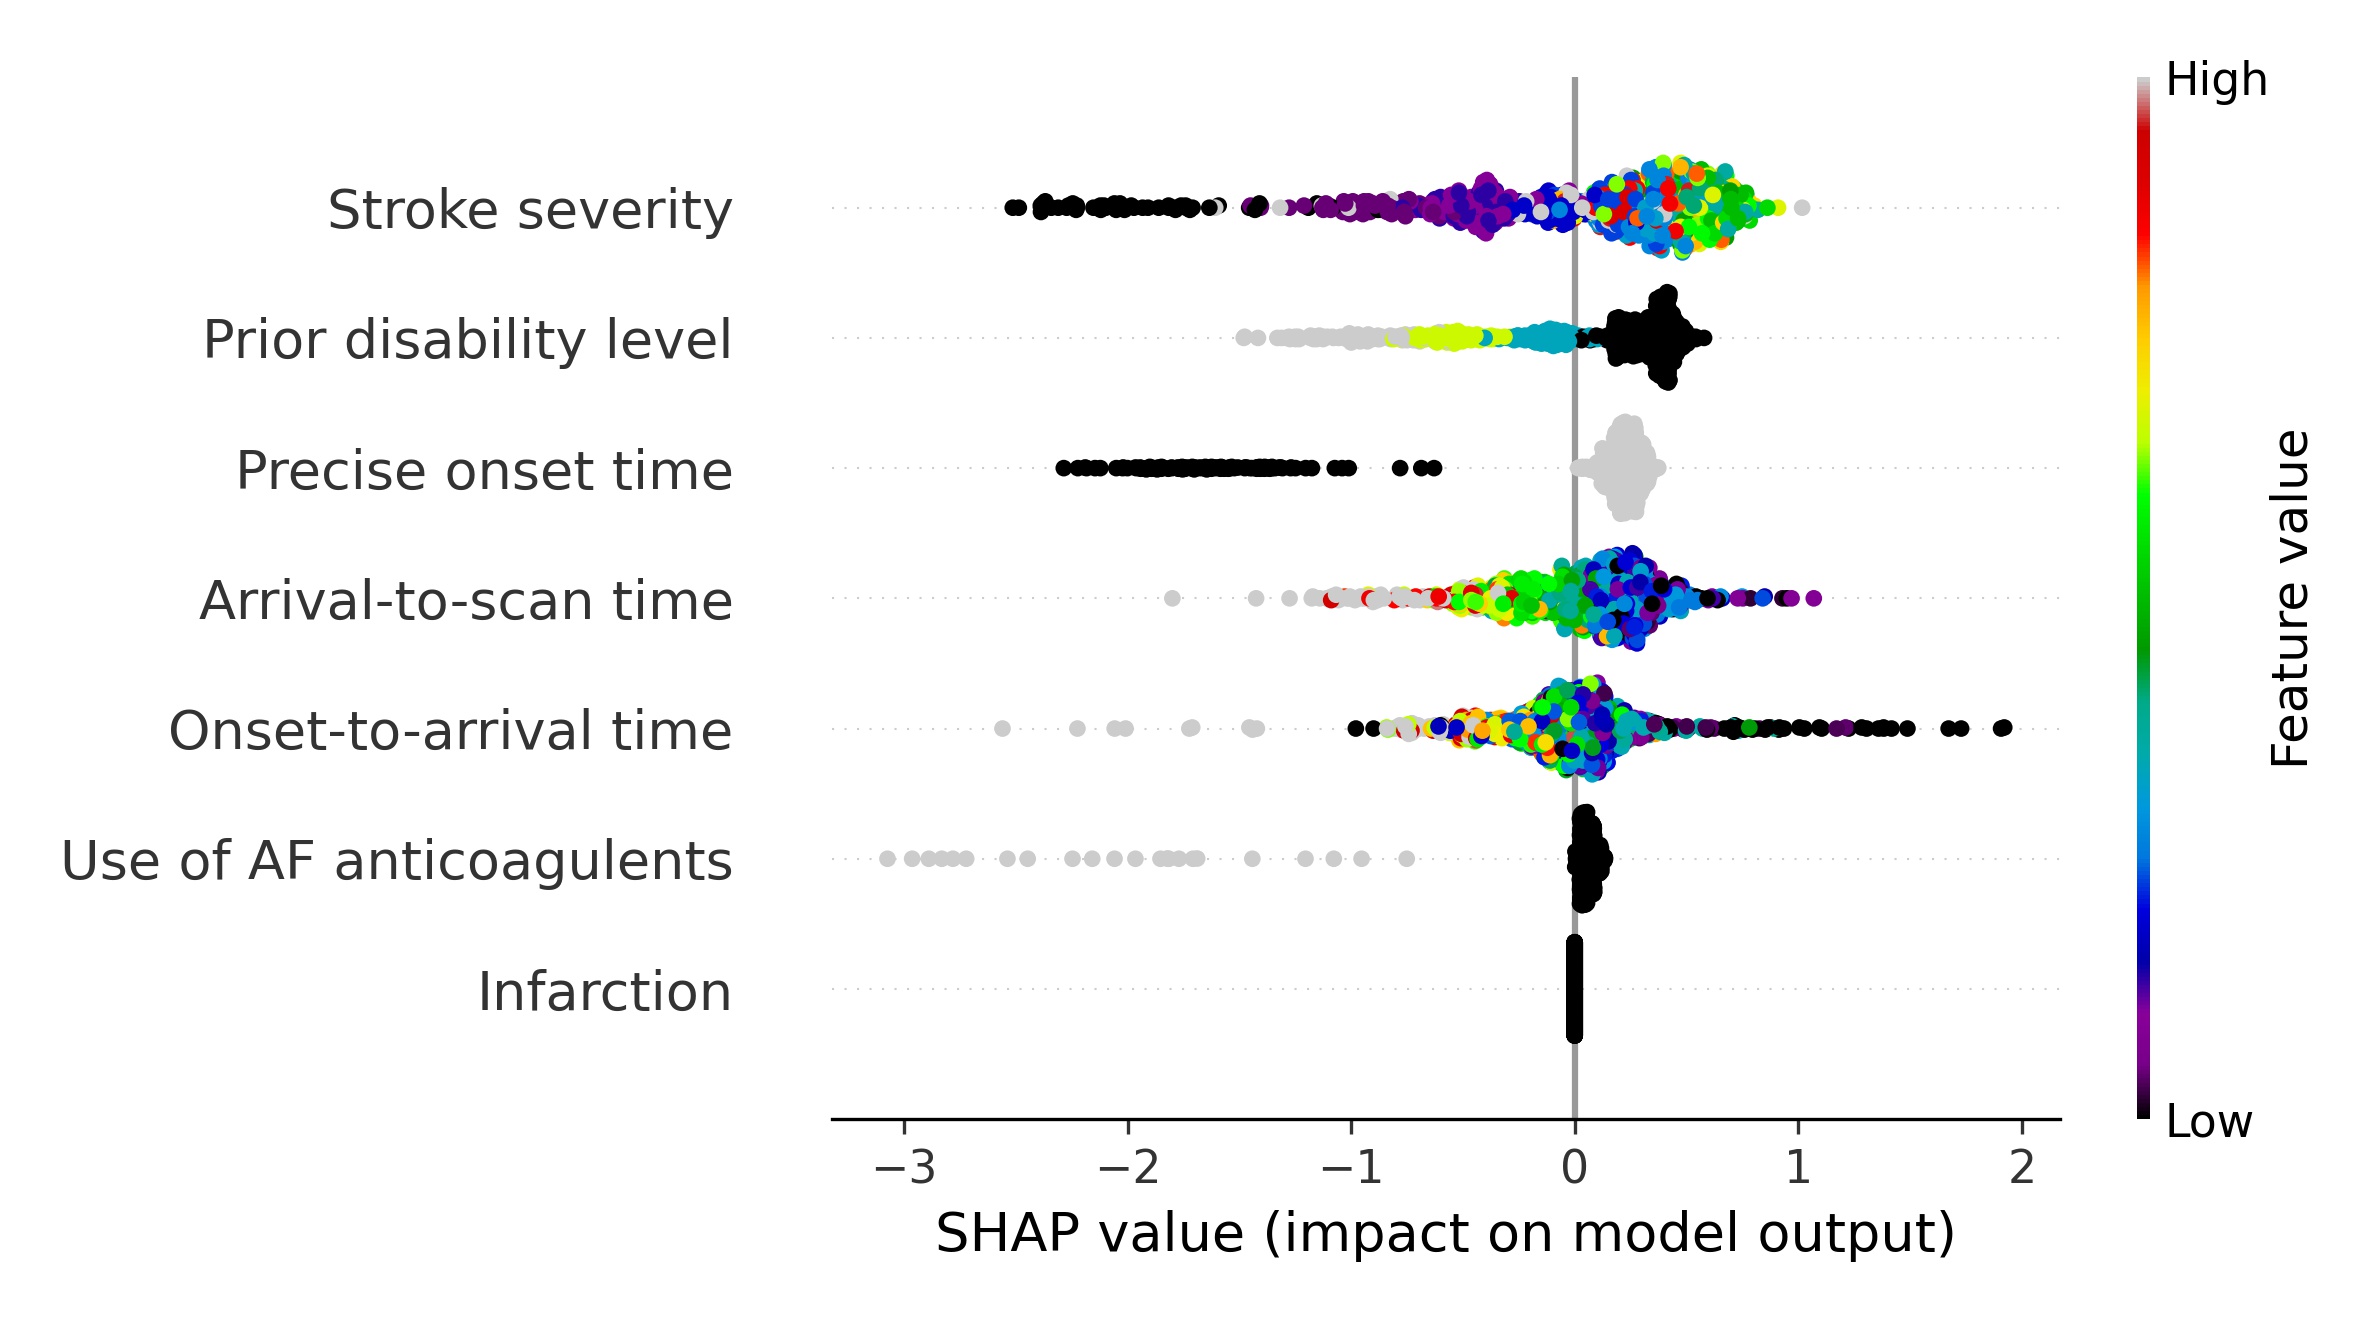 High
Stroke severity
Prior disability level
Precise onset time
Arrival-to-scan time
Onset-to-arrival time
Use of AF anticoagulents
Infarction
Feature value
Low
−3 −2 −1 0 1 2
SHAP value (impact on model output)